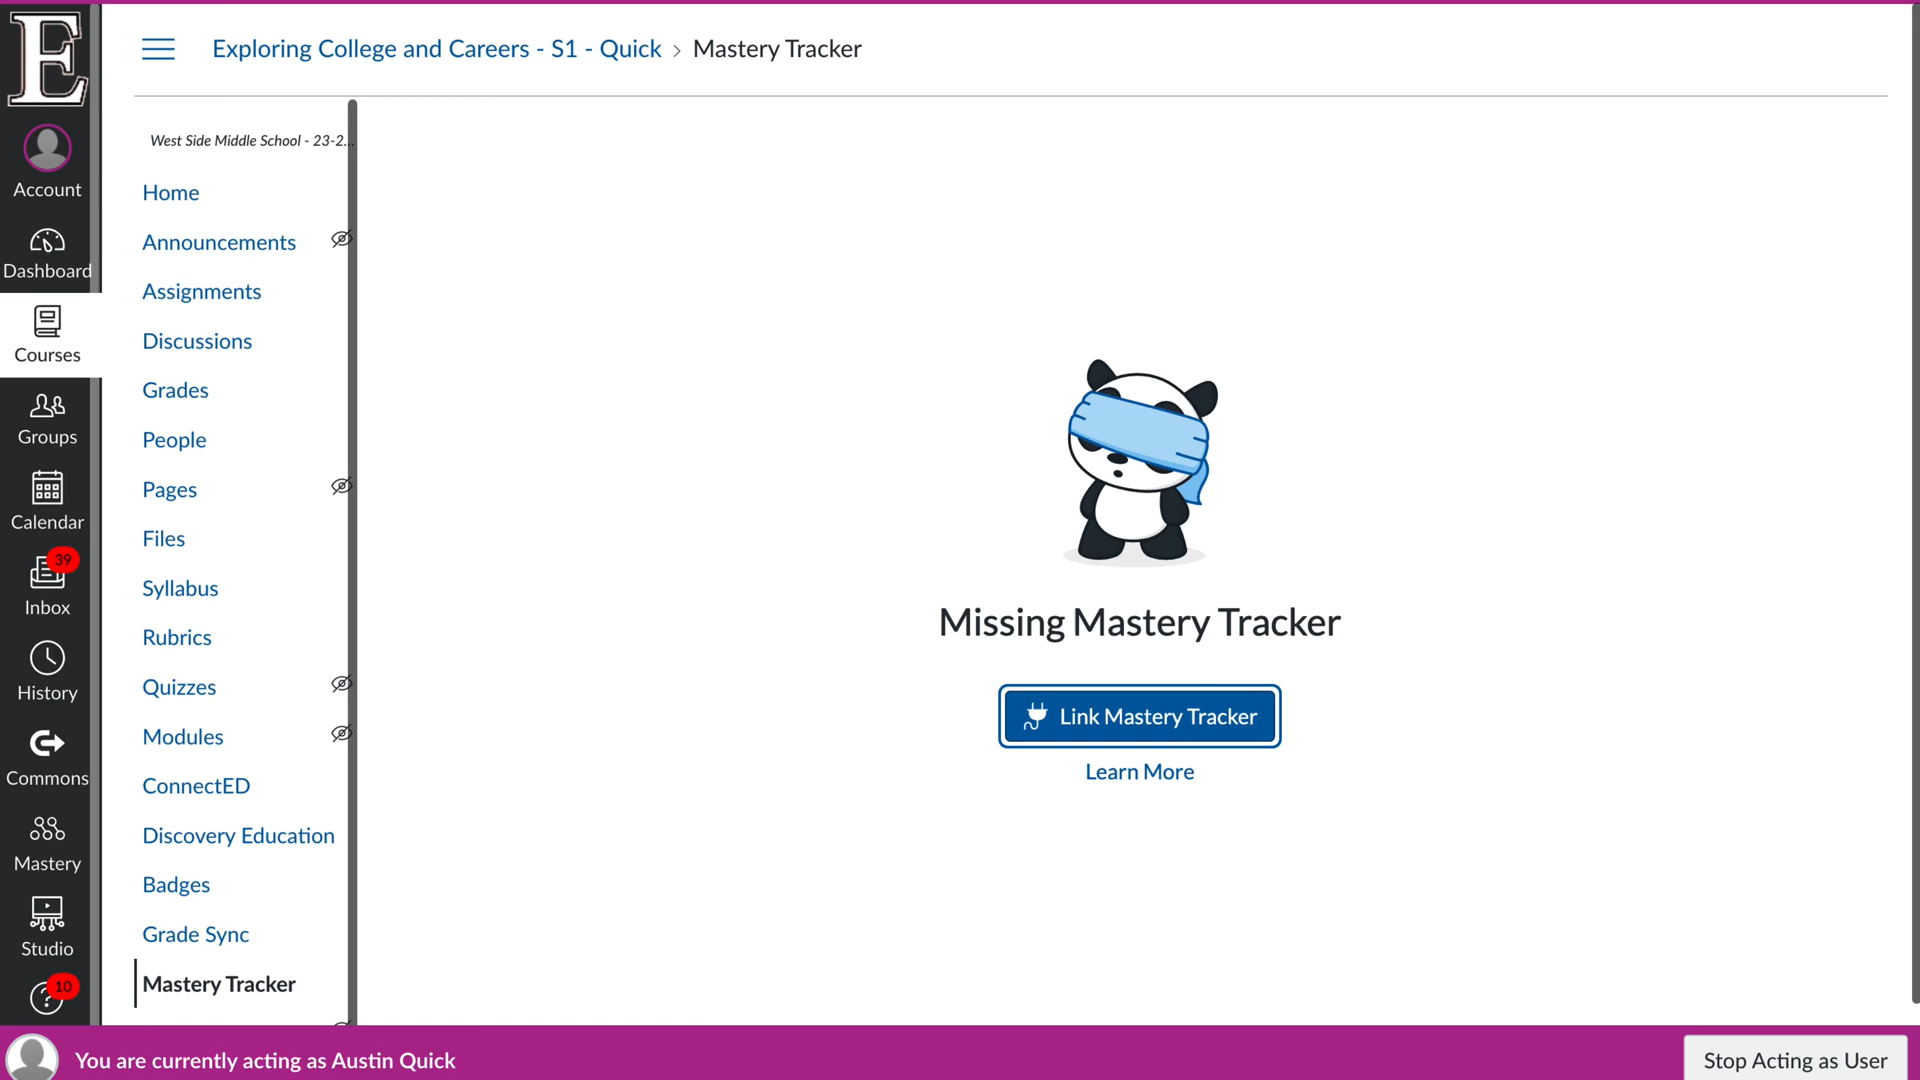 E
Exploring College and Careers - S1 - Quick > Mastery Tracker
Account
Dashboard
Courses
Groups
Calendar
39
Inbox
History
Commons
Mastery
Studio
10
West Side Middle School - 23-2...
Home
Announcements
Assignments
Discussions
Grades
People
Pages
Files
Syllabus
Rubrics
Quizzes
Modules
ConnectED
Discovery Education
Badges
Grade Sync
Mastery Tracker
Missing Mastery Tracker
Link Mastery Tracker
Learn More
You are currently acting as Austin Quick
Stop Acting as User